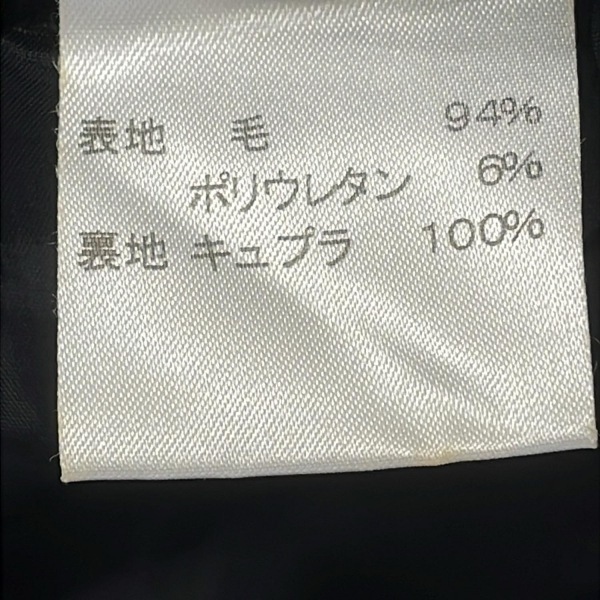 表地 毛 94%
ポリウレタン 6%
裏地 キュプラ 100%